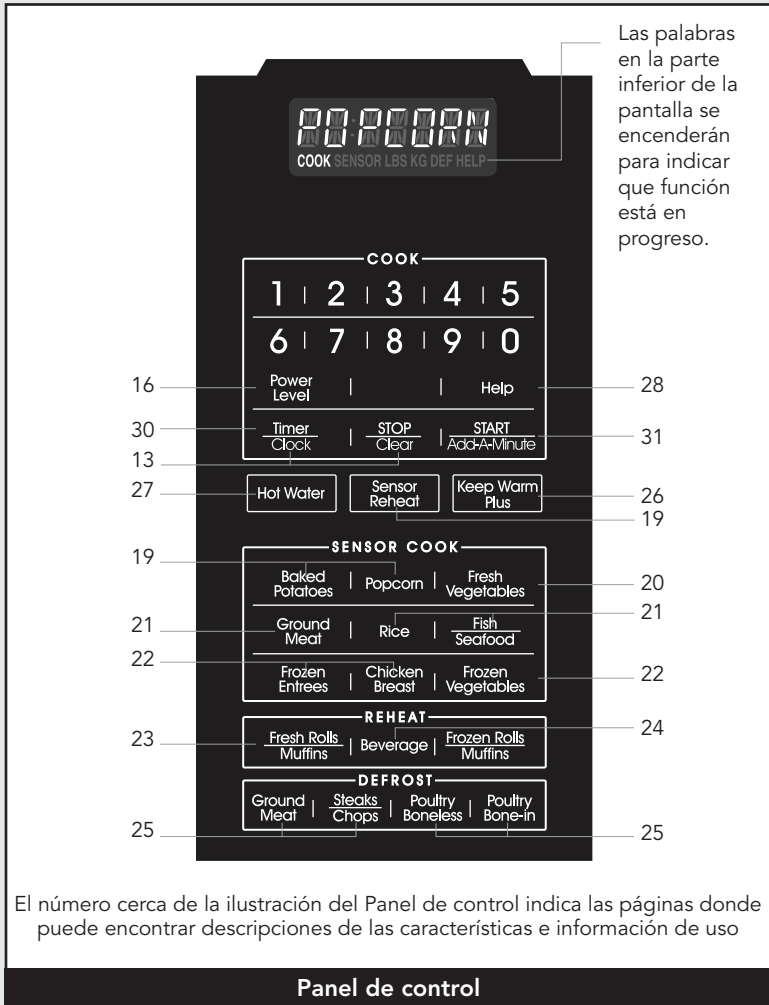 Las palabras
en la parte
inferior de la
pantalla se
encenderán
para indicar
que función
está en
progreso.
POPCORN
COOK SENSOR LBS KG DEF HELP
COOK
1 2 3 4 5
6 7 8 9 0
16 Power Level Help 28
30 Timer Clock STOP Clear START Add-A-Minute 31
13
27 Hot Water Sensor Reheat Keep Warm Plus 26
19
SENSOR COOK
19 Baked Potatoes Popcorn Fresh Vegetables 20
21 Ground Meat Rice Fish Seafood 21
22 Frozen Entrees Chicken Breast Frozen Vegetables 22
REHEAT
23 Fresh Rolls Muffins Beverage Frozen Rolls Muffins 24
DEFROST
25 Ground Meat Steaks Chops Poultry Boneless Poultry Bone-in 25
El número cerca de la ilustración del Panel de control indica las páginas donde
puede encontrar descripciones de las características e información de uso
Panel de control